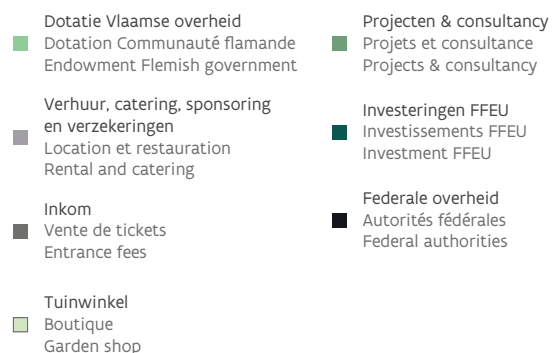 Dotatie Vlaamse overheid
Dotation Communauté flamande
Endowment Flemish government
Verhuur, catering, sponsoring
en verzekeringen
Location et restauration
Rental and catering
Inkom
Vente de tickets
Entrance fees
Tuinwinkel
Boutique
Garden shop
Projecten & consultancy
Projets et consultance
Projects & consultancy
Investeringen FFEU
Investissements FFEU
Investment FFEU
Federale overheid
Autorités fédérales
Federal authorities